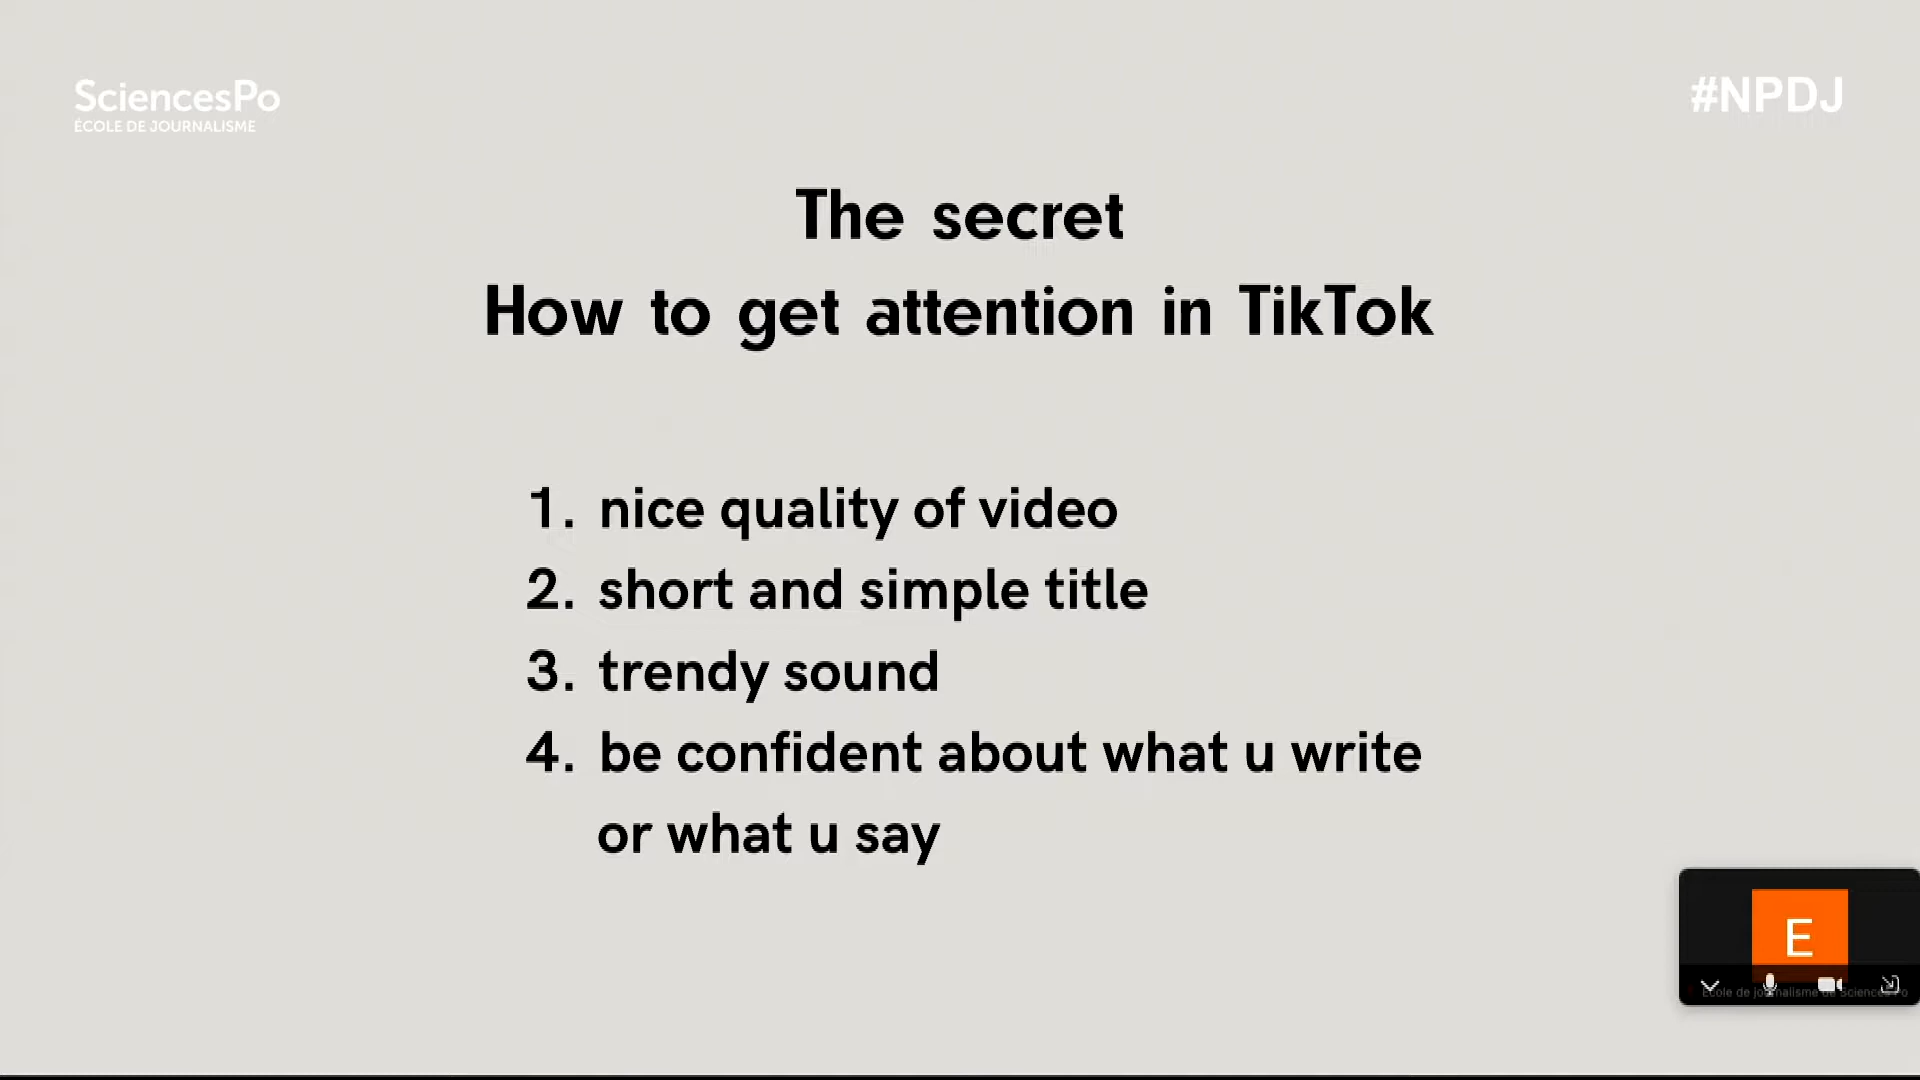 SciencesPo
ÉCOLE DE JOURNALISME
#NPDJ
The secret
How to get attention in TikTok
1. nice quality of video
2. short and simple title
3. trendy sound
4. be confident about what u write
or what u say
E
École de journalisme de Sciences Po